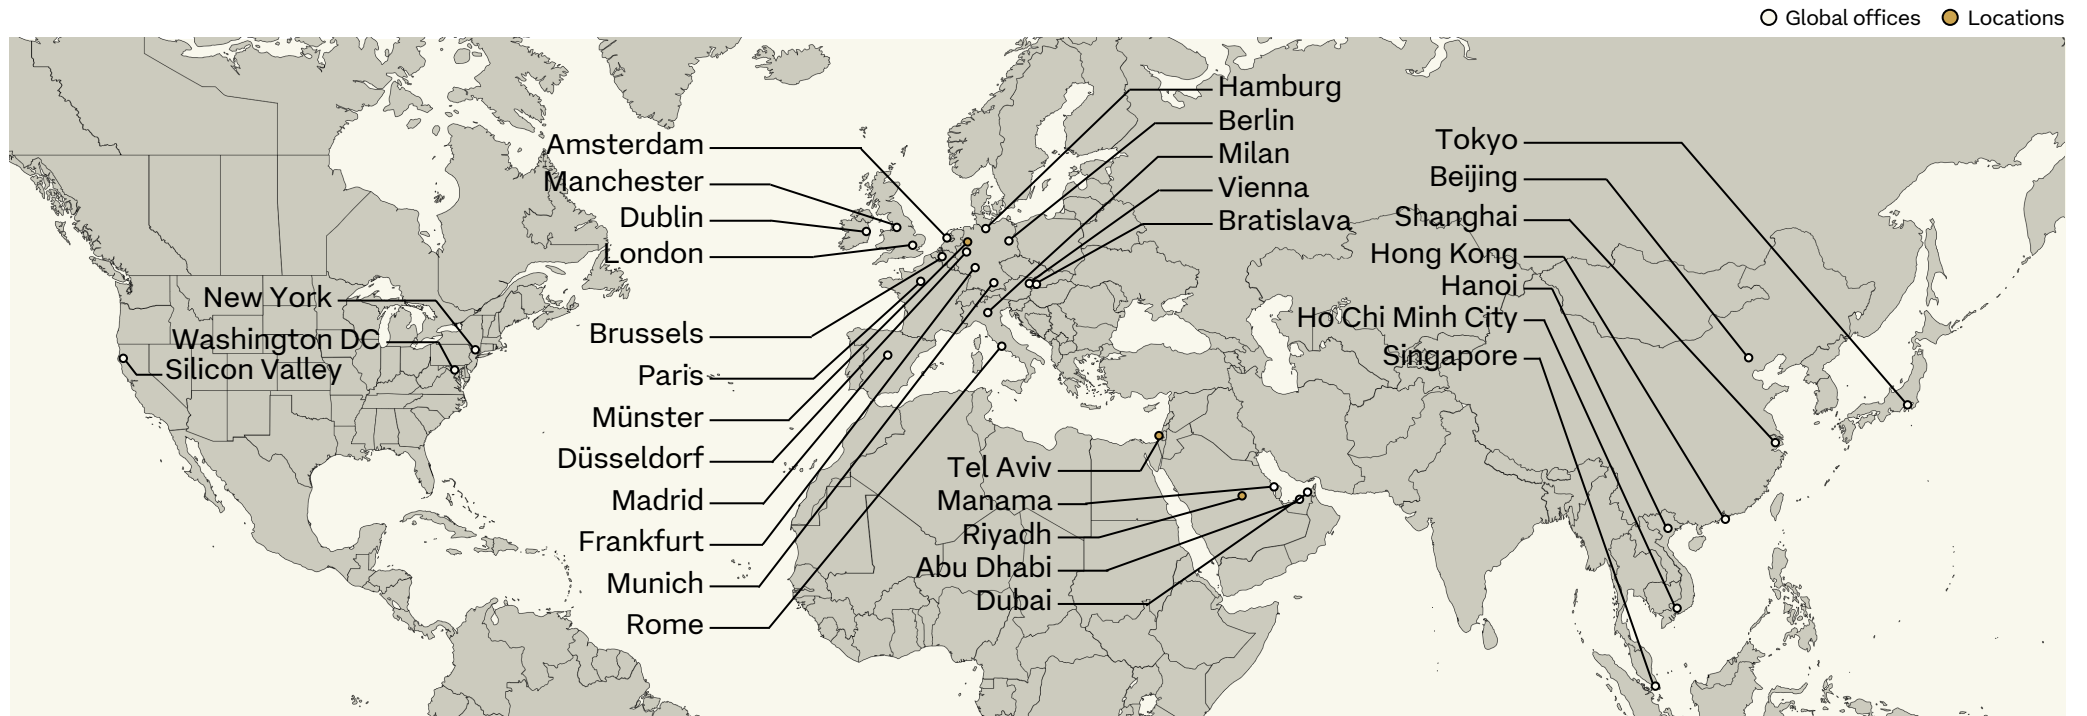 Global offices
Locations
Hamburg
Berlin
Milan
Vienna
Bratislava
Amsterdam
Manchester
Dublin
London
Tokyo
Beijing
Shanghai
Hong Kong
Hanoi
Ho Chi Minh City
Singapore
New York
Washington DC
Silicon Valley
Brussels
Paris
Münster
Düsseldorf
Madrid
Frankfurt
Munich
Rome
Tel Aviv
Manama
Riyadh
Abu Dhabi
Dubai